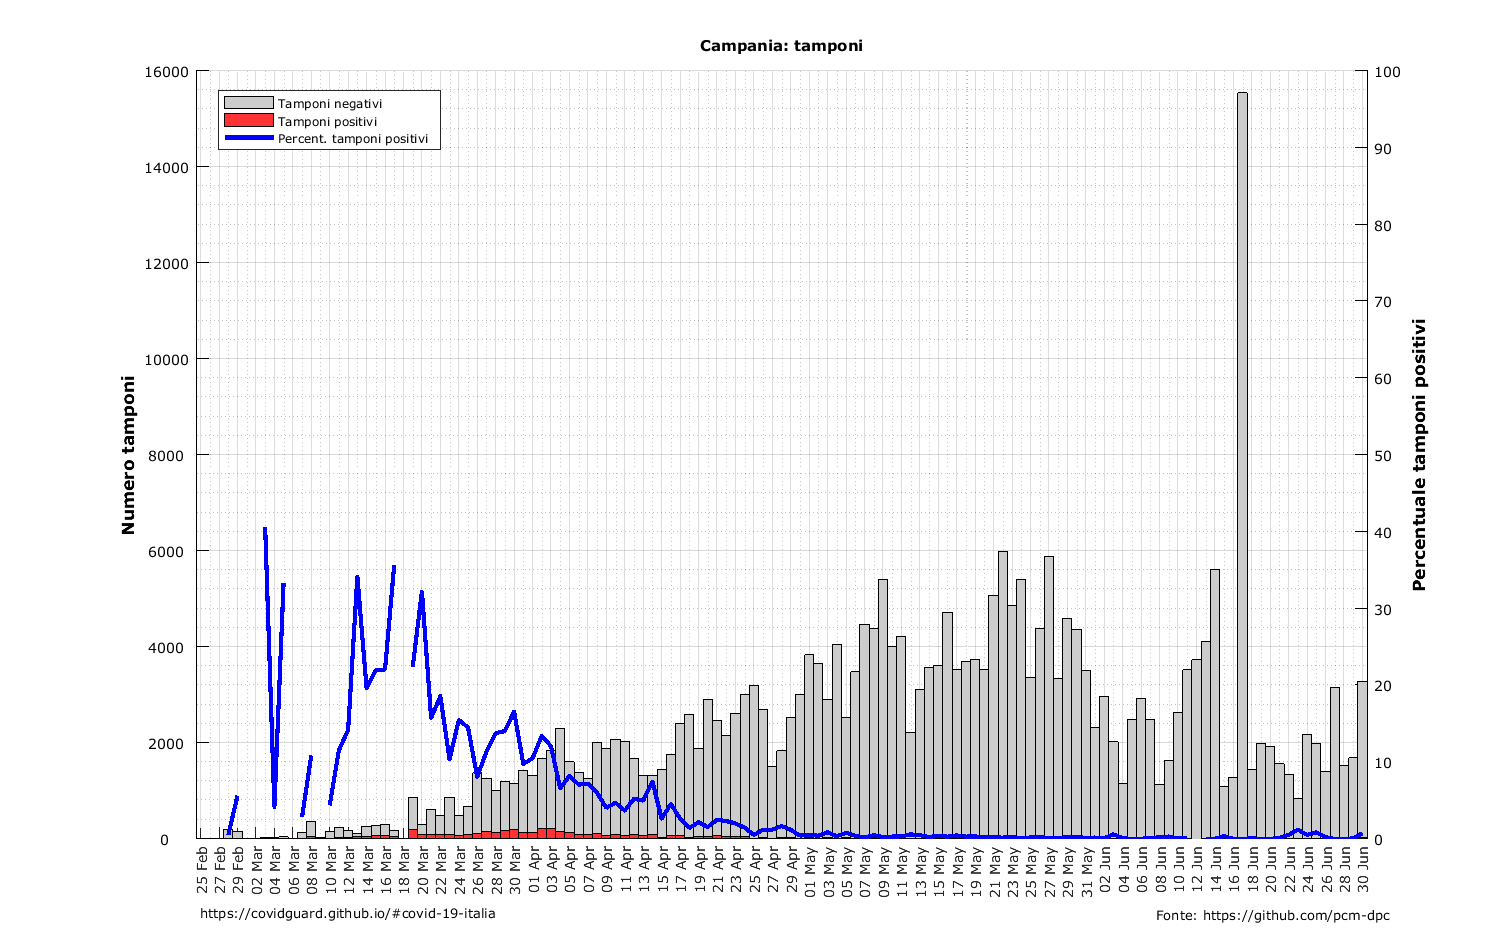 Campania: tamponi
16000
14000
12000
10000
8000
6000
4000
2000
0
Numero tamponi
Tamponi negativi
Tamponi positivi
Percent. tamponi positivi
100
90
80
70
60
50
40
30
20
10
0
Percentuale tamponi positivi
25 Feb
27 Feb
29 Feb
02 Mar
04 Mar
06 Mar
08 Mar
10 Mar
12 Mar
14 Mar
16 Mar
18 Mar
20 Mar
22 Mar
24 Mar
26 Mar
28 Mar
30 Mar
01 Apr
03 Apr
05 Apr
07 Apr
09 Apr
11 Apr
13 Apr
15 Apr
17 Apr
19 Apr
21 Apr
23 Apr
25 Apr
27 Apr
29 Apr
01 May
03 May
05 May
07 May
09 May
11 May
13 May
15 May
17 May
19 May
21 May
23 May
25 May
27 May
29 May
31 May
02 Jun
04 Jun
06 Jun
08 Jun
10 Jun
12 Jun
14 Jun
16 Jun
18 Jun
20 Jun
22 Jun
24 Jun
26 Jun
28 Jun
30 Jun
https://covidguard.github.io/#covid-19-italia
Fonte: https://github.com/pcm-dpc